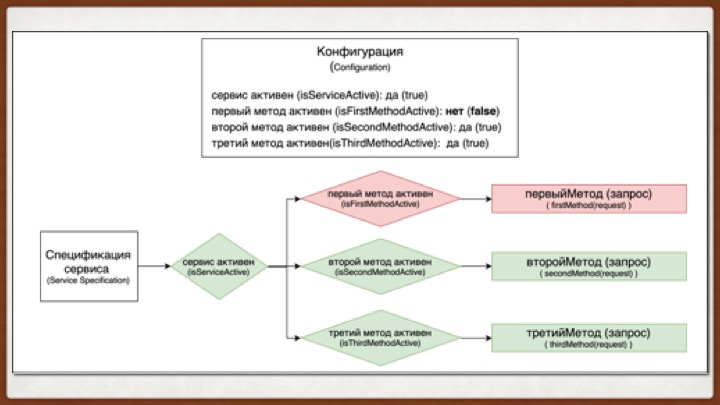 Конфигурация
(Configuration)
сервис активен (isServiceActive): да (true)
первый метод активен (isFirstMethodActive): нет (false)
второй метод активен (isSecondMethodActive): да (true)
третий метод активен(isThirdMethodActive): да (true)
первый метод активен
(isFirstMethodActive)
первыйМетод (запрос)
( firstMethod(request) )
Спецификация
сервиса
(Service Specification)
сервис активен
(isServiceActive)
второй метод активен
(isSecondMethodActive)
второйМетод (запрос)
( secondMethod(request) )
третий метод активен
(isThirdMethodActive)
третийМетод (запрос)
( thirdMethod(request) )